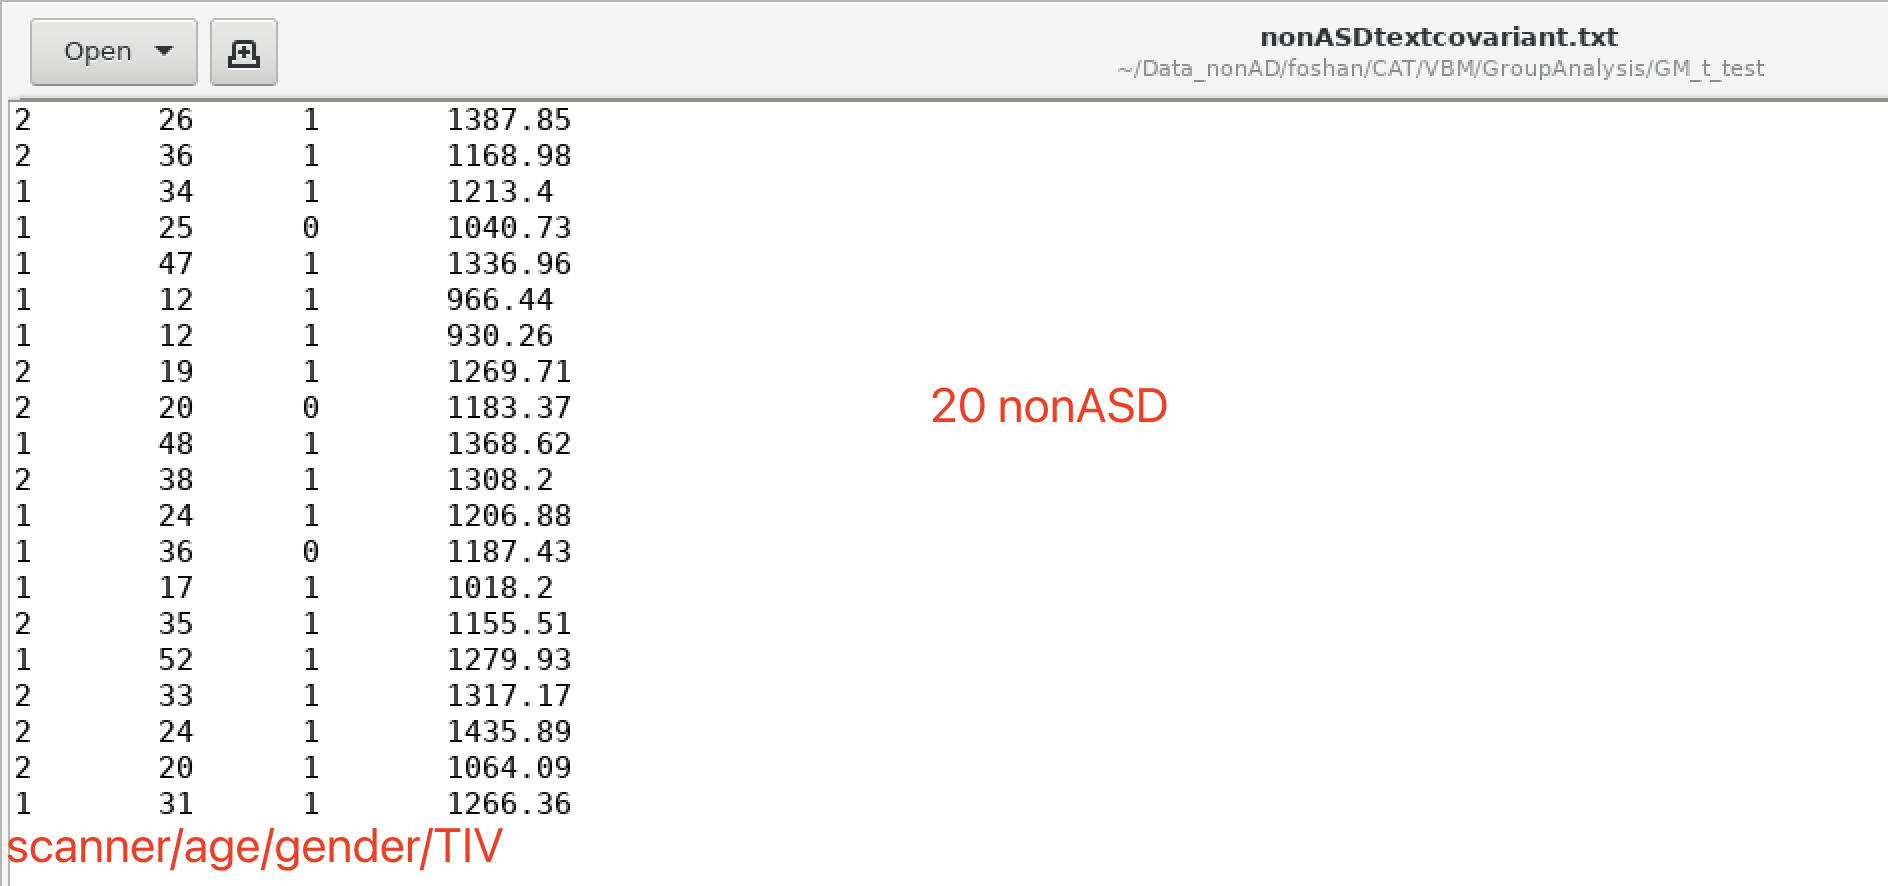 Open
nonASDtextcovariant.txt
~/Data_nonAD/foshan/CAT/VBM/GroupAnalysis/GM_t_test
2 26 1 1387.85
2 36 1 1168.98
1 34 1 1213.4
1 25 0 1040.73
1 47 1 1336.96
1 12 1 966.44
1 12 1 930.26
2 19 1 1269.71
2 20 0 1183.37
20 nonASD
1 48 1 1368.62
2 38 1 1308.2
1 24 1 1206.88
1 36 0 1187.43
1 17 1 1018.2
2 35 1 1155.51
1 52 1 1279.93
2 33 1 1317.17
2 24 1 1435.89
2 20 1 1064.09
1 31 1 1266.36
scanner/age/gender/TIV